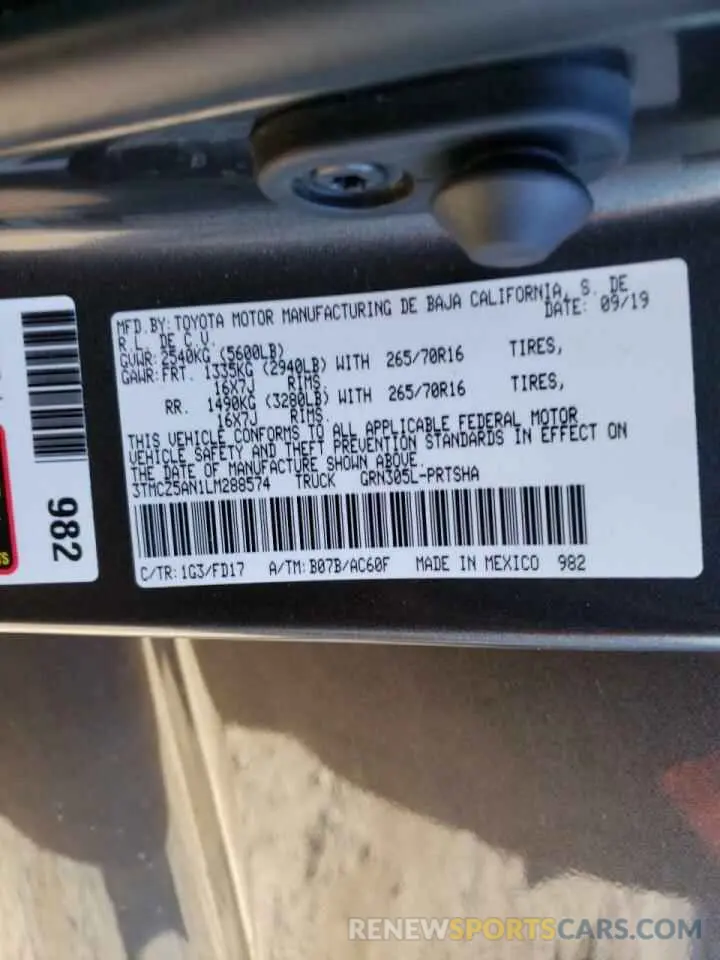 MFD.BY:TOYOTA MOTOR MANUFACTURING DE BAJA CALIFORNIA, S. DE
R.L. DE C.V. DATE: 09/19
GVWR:2540KG (5600LB)
GAWR:FRT. 1335KG (2940LB) WITH 265/70R16 TIRES,
16X7J RIMS,
RR. 1490KG (3280LB) WITH 265/70R16 TIRES,
16X7J RIMS.
THIS VEHICLE CONFORMS TO ALL APPLICABLE FEDERAL MOTOR
VEHICLE SAFETY AND THEFT PREVENTION STANDARDS IN EFFECT ON
THE DATE OF MANUFACTURE SHOWN ABOVE.
3TMCZ5AN1LM288574 TRUCK GRN305L-PRTSHA
C/TR:1G3/FD17 A/TM:B07B/AC60F MADE IN MEXICO 982
982
RENEWSPORTSCARS.COM